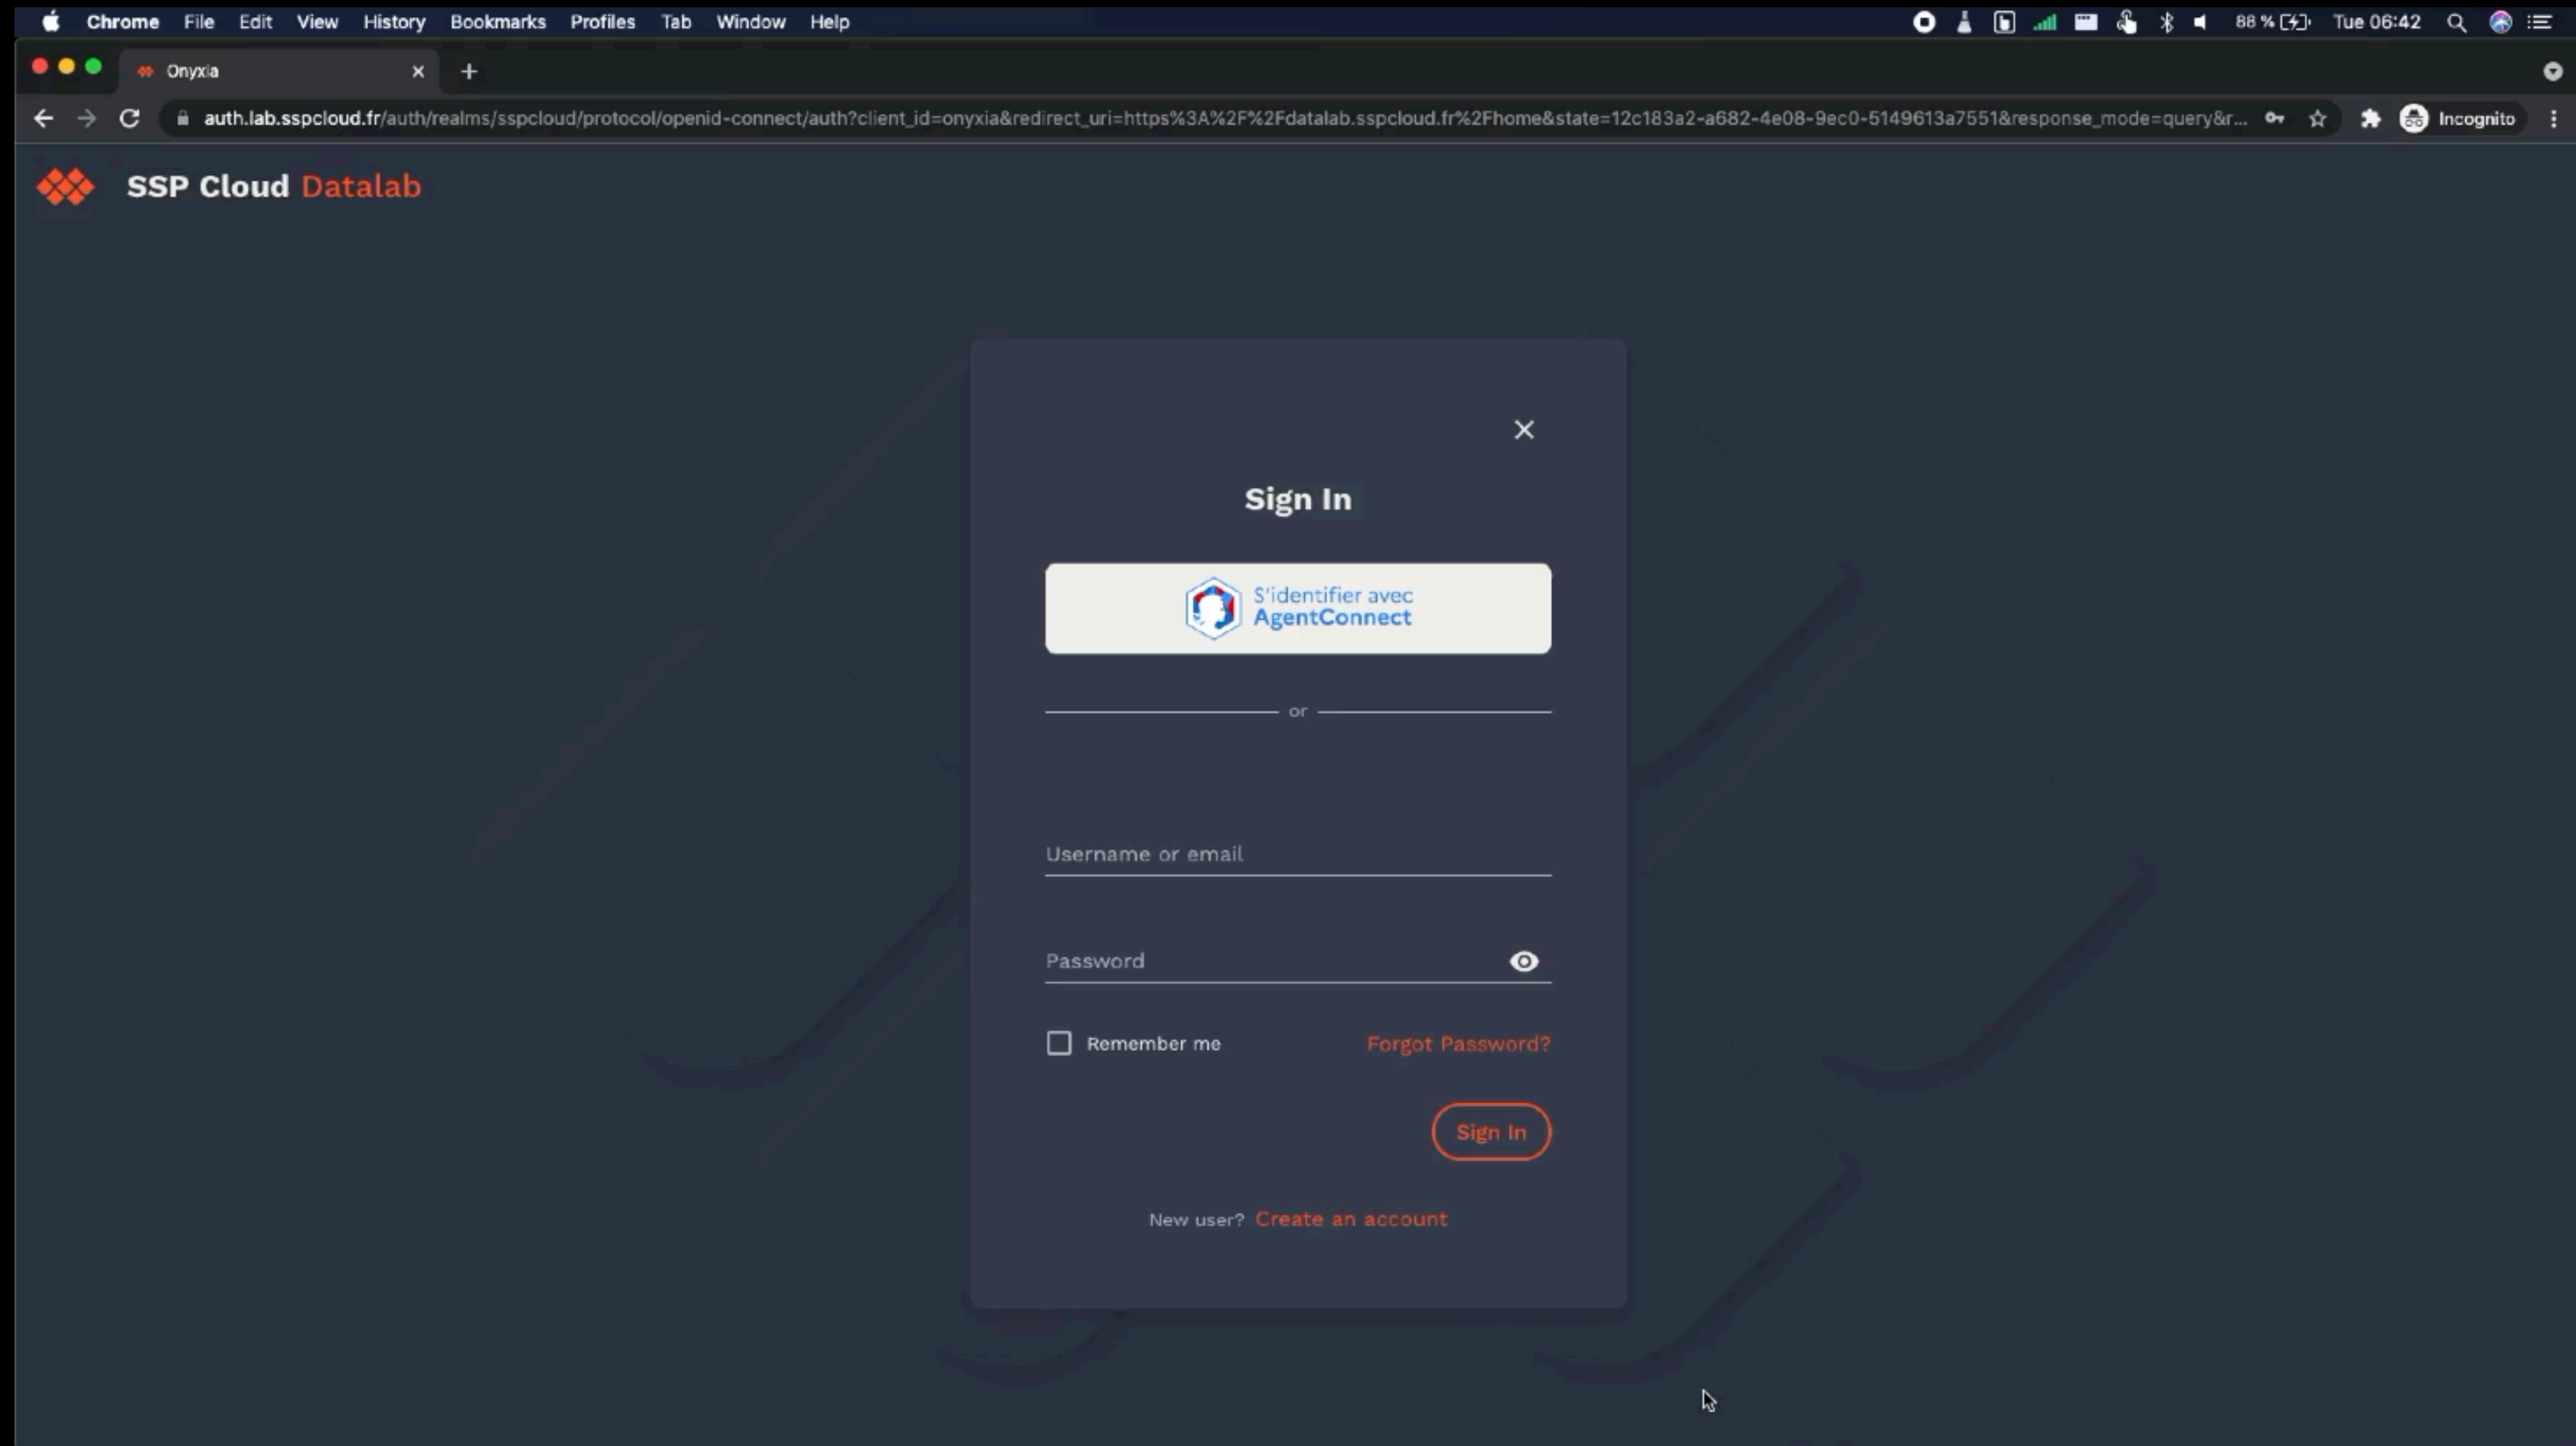 Chrome File Edit View History Bookmarks Profiles Tab Window Help 88 % Tue 06:42
Onyxia
auth.lab.sspcloud.fr/auth/realms/sspcloud/protocol/openid-connect/auth?client_id=onyxia&redirect_uri=https%3A%2F%2Fdatalab.sspcloud.fr%2Fhome&state=12c183a2-a682-4e08-9ec0-5149613a7551&response_mode=query&r... Incognito
SSP Cloud Datalab
Sign In
S'identifier avec
AgentConnect
or
Username or email
Password
Remember me Forgot Password?
Sign In
New user? Create an account